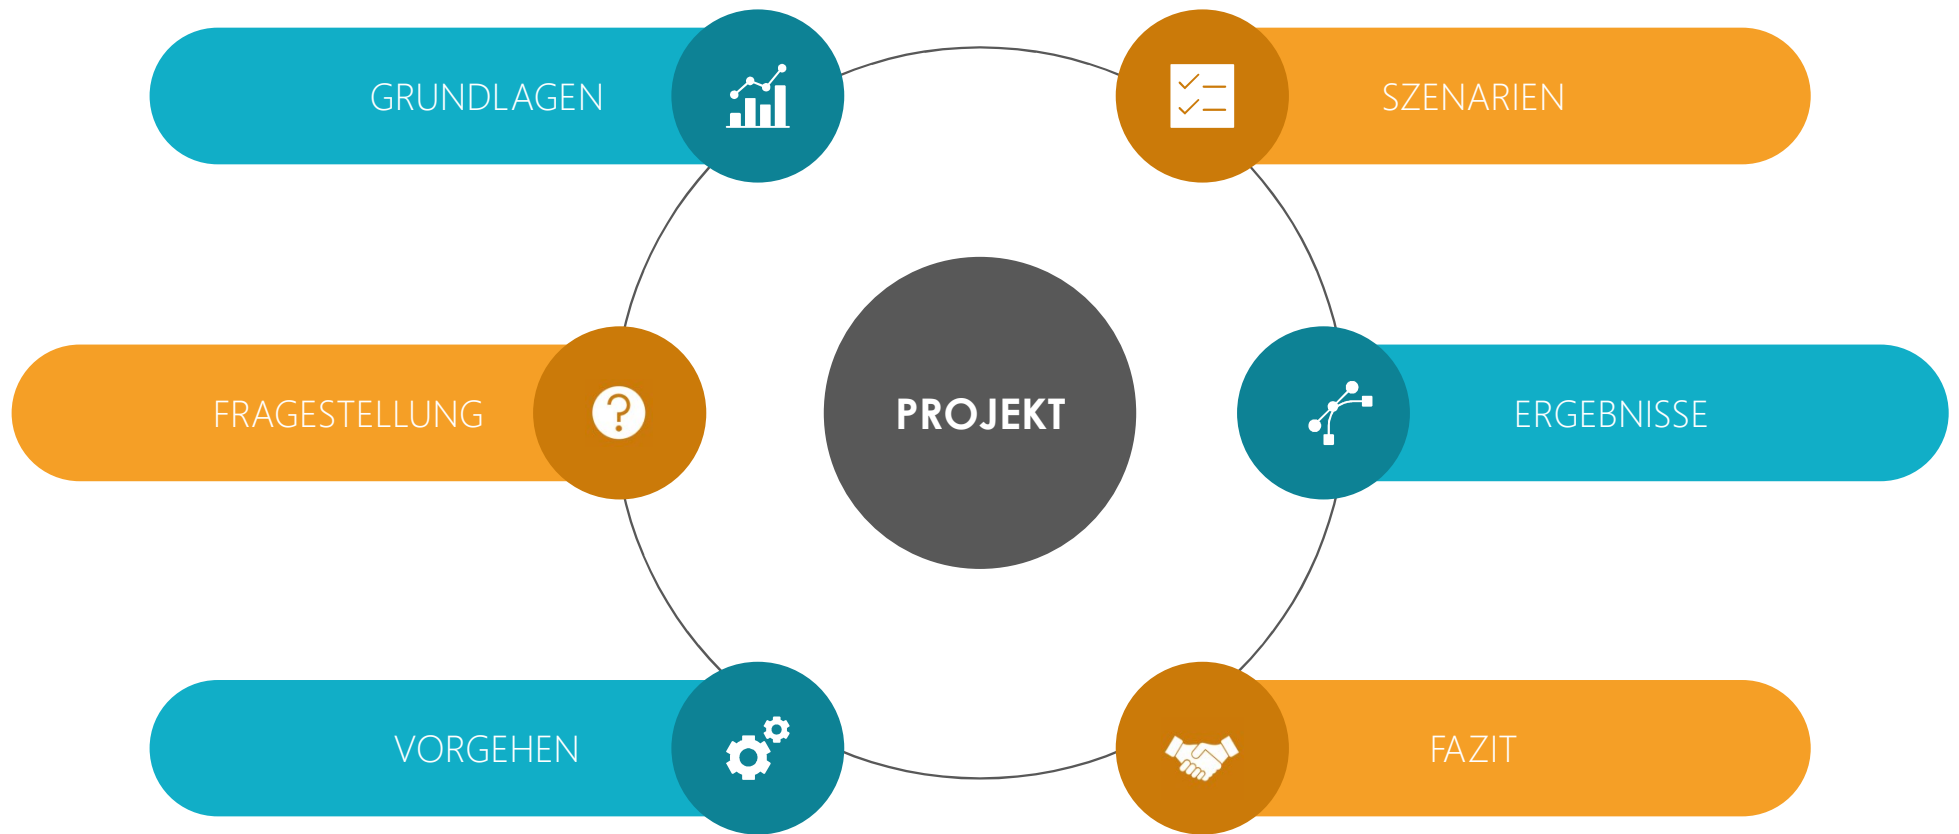 GRUNDLAGEN
SZENARIEN
FRAGESTELLUNG
PROJEKT
ERGEBNISSE
VORGEHEN
FAZIT